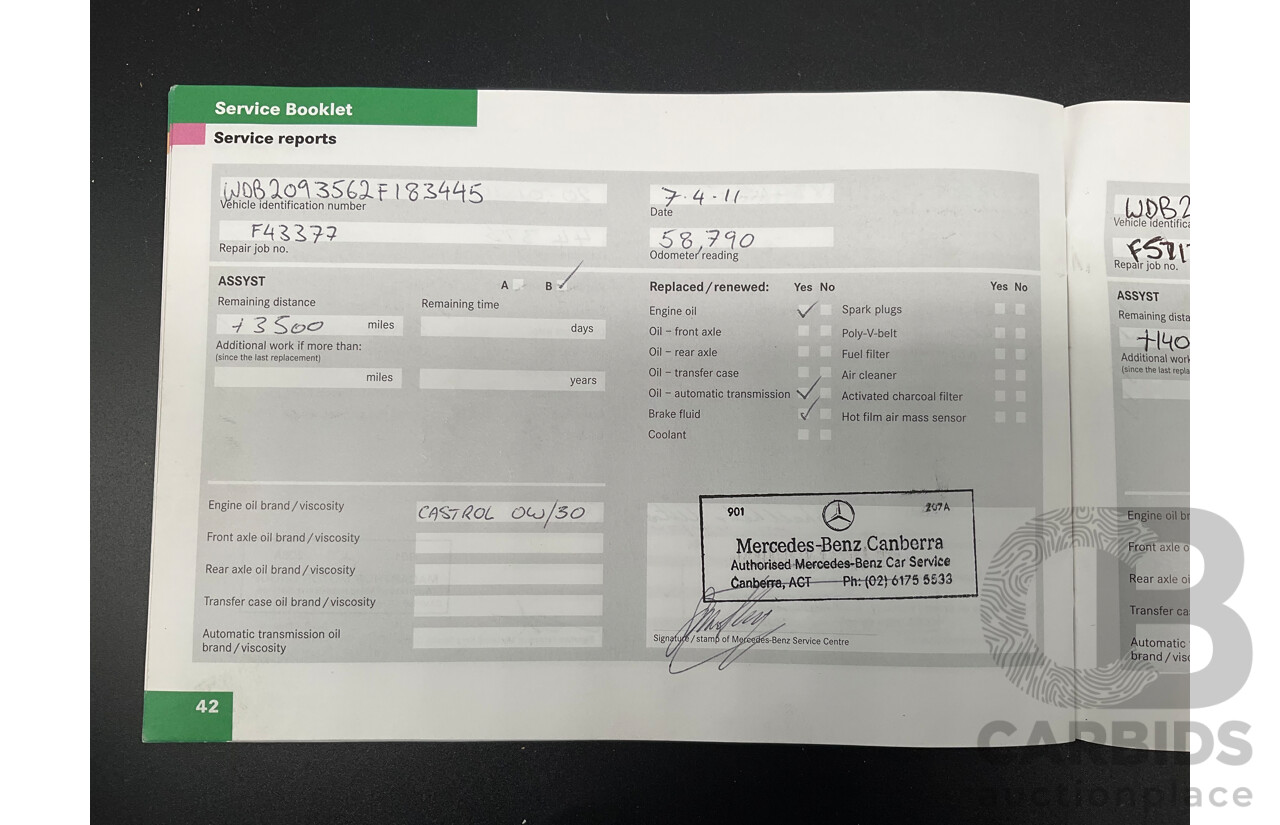 Service Booklet
Service reports
WDB2093562F183445
Vehicle identification number
F43377
Repair job no.
7.4.11
Date
58,790
Odometer reading
ASSYST
A B
Remaining distance
Remaining time
+3500 miles
days
Additional work if more than:
(since the last replacement)
miles
years
Replaced/renewed: Yes No
Yes No
Engine oil
Oil – front axle
Oil – rear axle
Oil – transfer case
Oil – automatic transmission
Brake fluid
Coolant
Spark plugs
Poly-V-belt
Fuel filter
Air cleaner
Activated charcoal filter
Hot film air mass sensor
Engine oil brand/viscosity
CASTROL 0W/30
Front axle oil brand/viscosity
Rear axle oil brand/viscosity
Transfer case oil brand/viscosity
Automatic transmission oil
brand/viscosity
901 207A
Mercedes-Benz Canberra
Authorised Mercedes-Benz Car Service
Canberra, ACT Ph: (02) 6175 5533
Signature/stamp of Mercedes-Benz Service Centre
42
WDB2
Vehicle identifica
Repair job no.
ASSYST
Remaining dista
+140
Additional work
(since the last repla
Engine oil br
Front axle o
Rear axle oi
Transfer ca
Automatic
brand/visc
CARBIDS
auctionplace